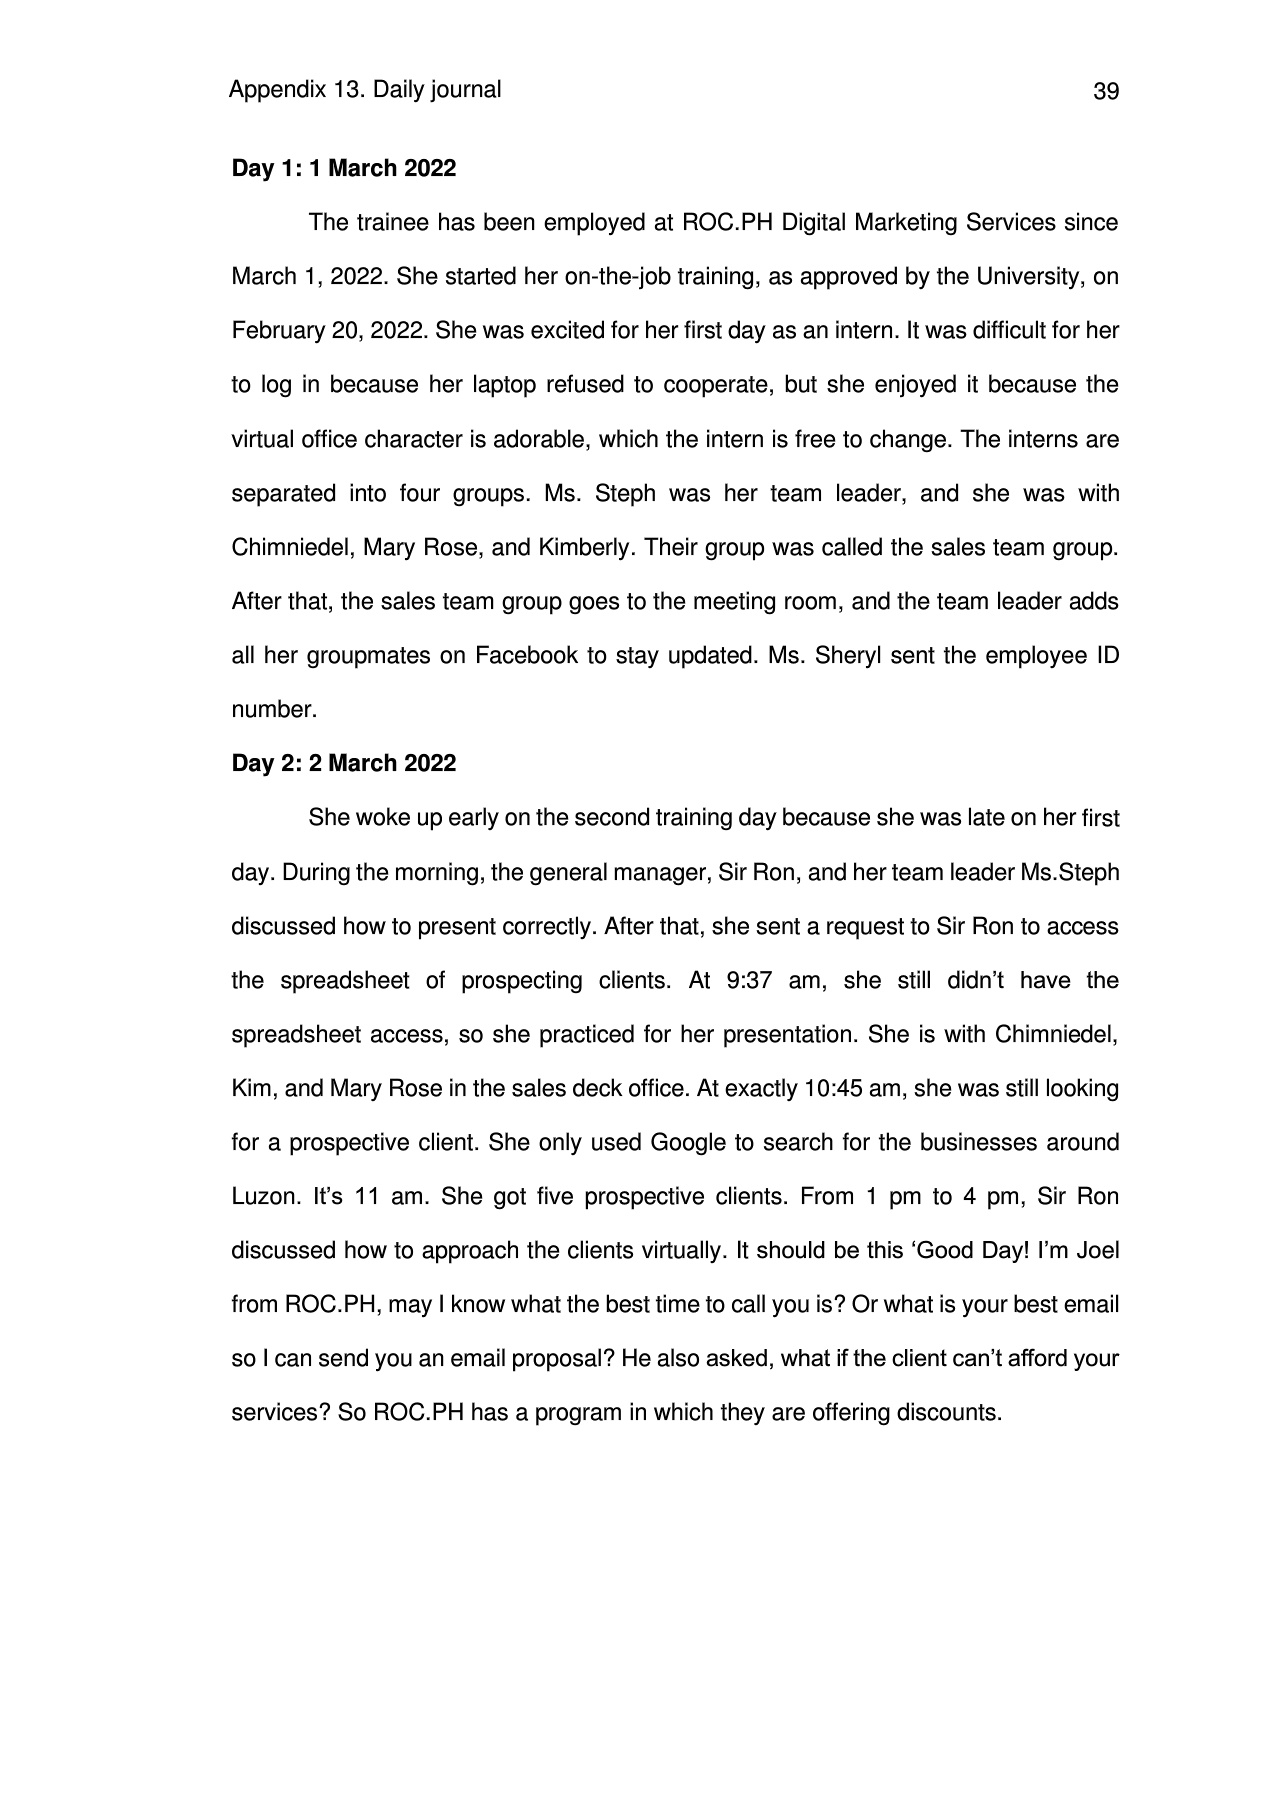 Appendix 13. Daily journal 39
Day 1: 1 March 2022
The trainee has been employed at ROC.PH Digital Marketing Services since
March 1, 2022. She started her on-the-job training, as approved by the University, on
February 20, 2022. She was excited for her first day as an intern. It was difficult for her
to log in because her laptop refused to cooperate, but she enjoyed it because the
virtual office character is adorable, which the intern is free to change. The interns are
separated into four groups. Ms. Steph was her team leader, and she was with
Chimniedel, Mary Rose, and Kimberly. Their group was called the sales team group.
After that, the sales team group goes to the meeting room, and the team leader adds
all her groupmates on Facebook to stay updated. Ms. Sheryl sent the employee ID
number.
Day 2: 2 March 2022
She woke up early on the second training day because she was late on her first
day. During the morning, the general manager, Sir Ron, and her team leader Ms.Steph
discussed how to present correctly. After that, she sent a request to Sir Ron to access
the spreadsheet of prospecting clients. At 9:37 am, she still didn’t have the
spreadsheet access, so she practiced for her presentation. She is with Chimniedel,
Kim, and Mary Rose in the sales deck office. At exactly 10:45 am, she was still looking
for a prospective client. She only used Google to search for the businesses around
Luzon. It’s 11 am. She got five prospective clients. From 1 pm to 4 pm, Sir Ron
discussed how to approach the clients virtually. It should be this ‘Good Day! I’m Joel
from ROC.PH, may I know what the best time to call you is? Or what is your best email
so I can send you an email proposal? He also asked, what if the client can’t afford your
services? So ROC.PH has a program in which they are offering discounts.